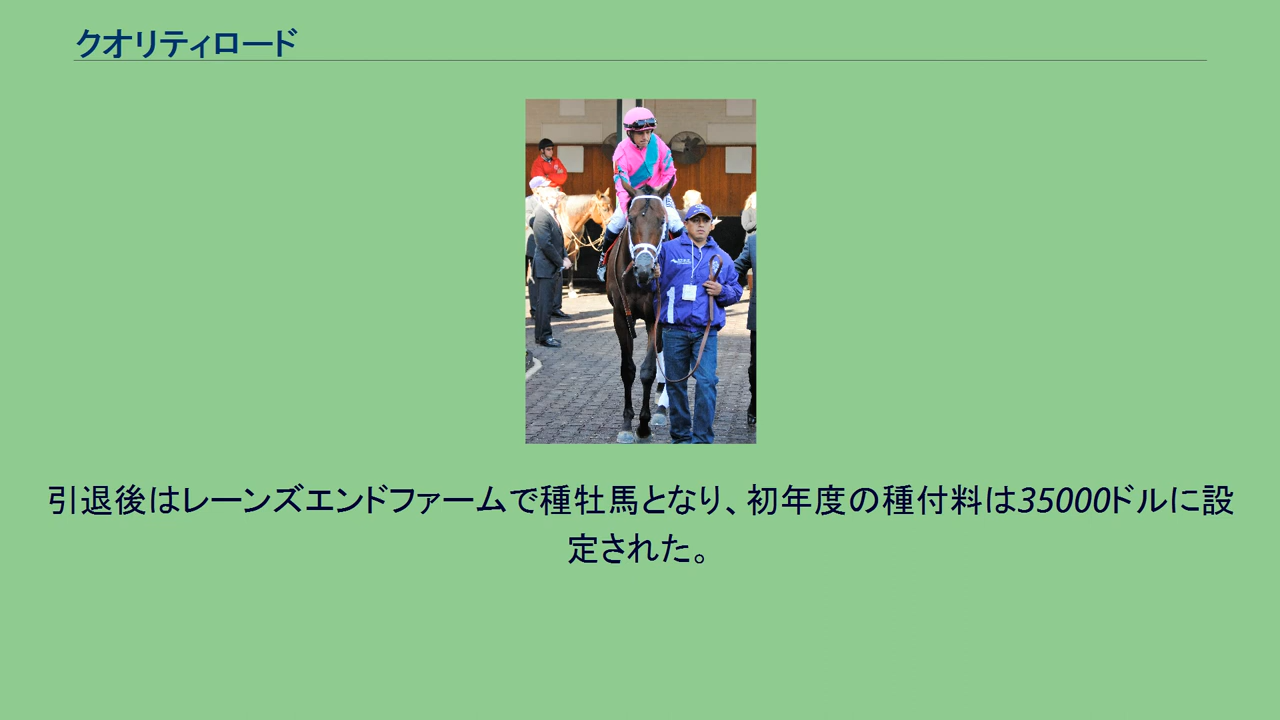 クオリティロード
1
引退後はレーンズエンドファームで種牡馬となり、初年度の種付料は35000ドルに設
定された。